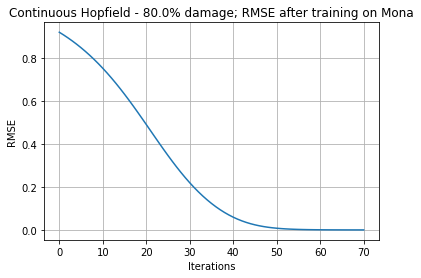 Continuous Hopfield - 80.0% damage; RMSE after training on Mona
0.8
0.6
0.4
0.2
0.0
RMSE
0 10 20 30 40 50 60 70
Iterations